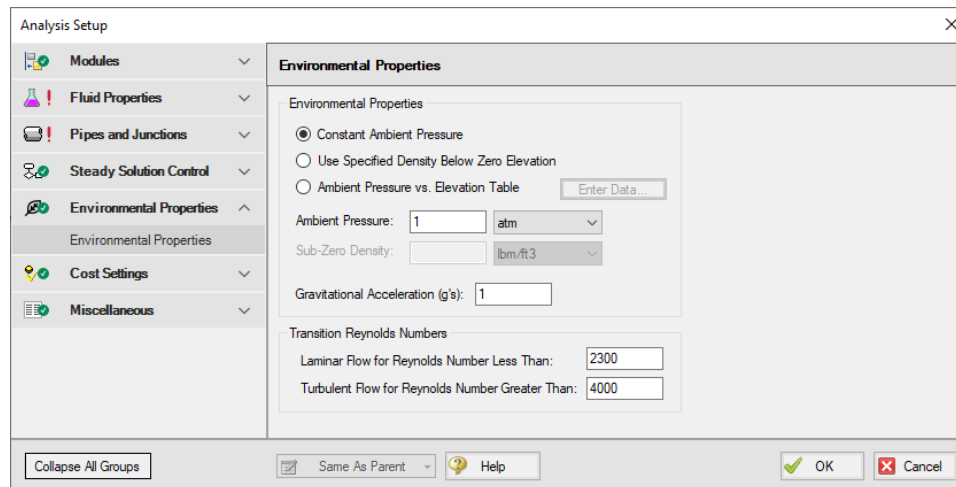 Analysis Setup
Modules
Fluid Properties
Pipes and Junctions
Steady Solution Control
Environmental Properties
Environmental Properties
Cost Settings
Miscellaneous
Environmental Properties
Environmental Properties
Constant Ambient Pressure
Use Specified Density Below Zero Elevation
Ambient Pressure vs. Elevation Table Enter Data...
Ambient Pressure: 1 atm
Sub-Zero Density: lbm/ft3
Gravitational Acceleration (g's): 1
Transition Reynolds Numbers
Laminar Flow for Reynolds Number Less Than: 2300
Turbulent Flow for Reynolds Number Greater Than: 4000
Collapse All Groups Same As Parent Help OK Cancel